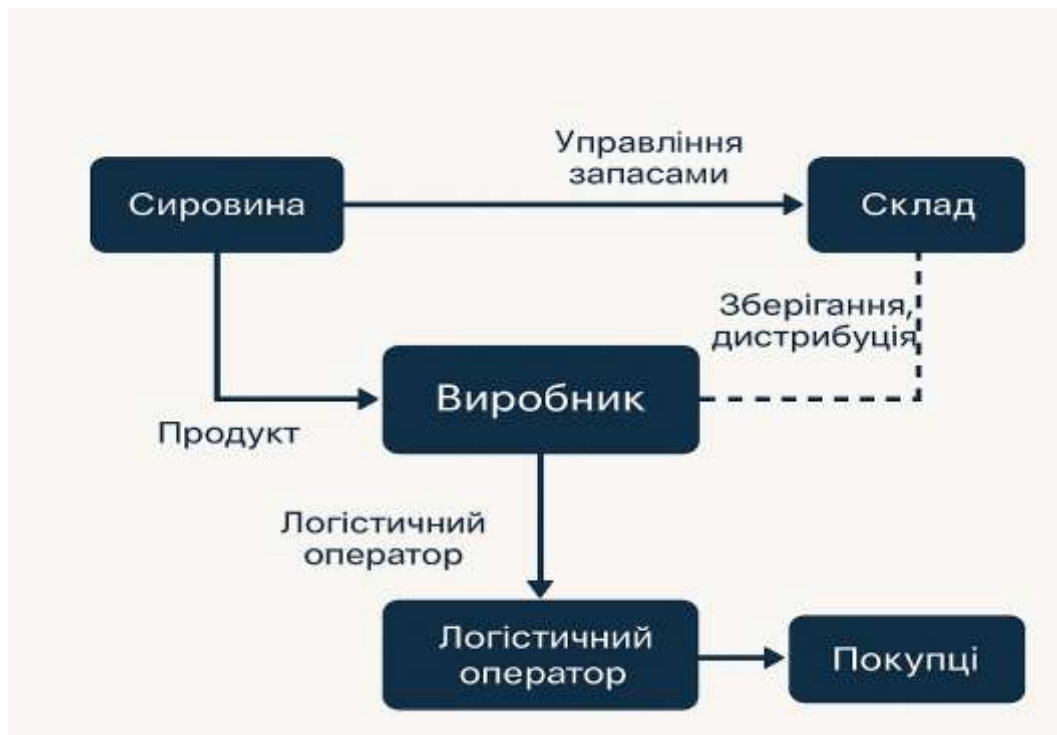 Управління
запасами
Сировина
Склад
Зберігання,
дистрибуція
Виробник
Продукт
Логістичний
оператор
Логістичний
оператор
Покупці